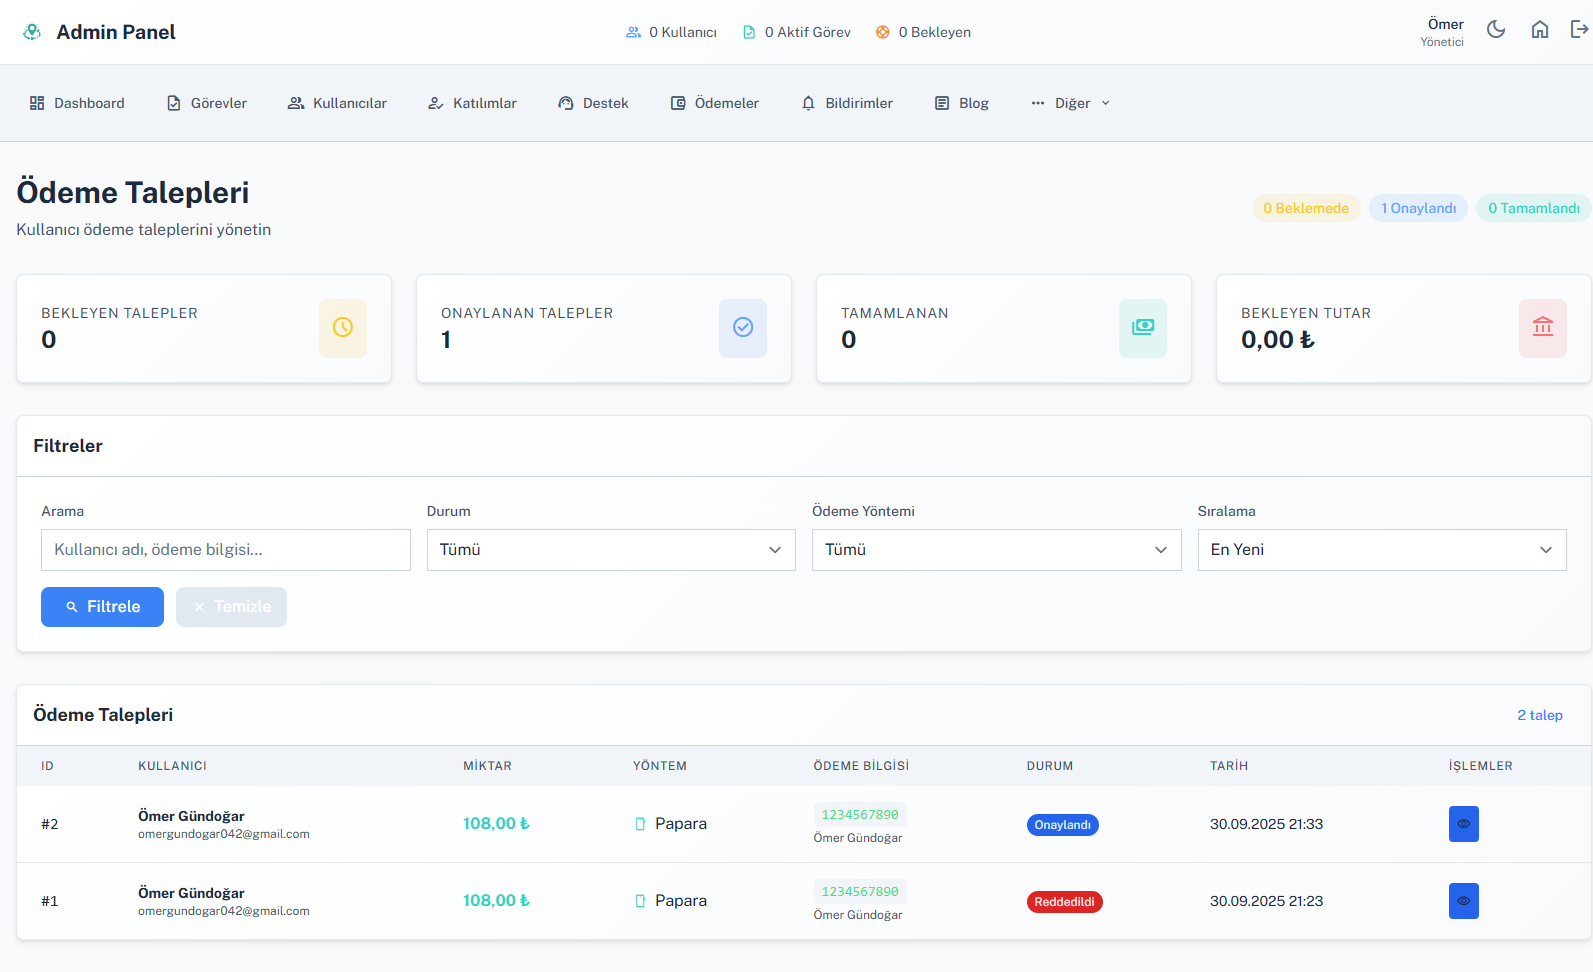 Admin Panel
0 Kullanıcı
0 Aktif Görev
0 Bekleyen
Ömer
Yönetici
Dashboard
Görevler
Kullanıcılar
Katılımlar
Destek
Ödemeler
Bildirimler
Blog
Diğer
Ödeme Talepleri
Kullanıcı ödeme taleplerini yönetin
0 Beklemede
1 Onaylandı
0 Tamamlandı
BEKLEYEN TALEPLER
0
ONAYLANAN TALEPLER
1
TAMAMLANAN
0
BEKLEYEN TUTAR
0,00 ₺
Filtreler
Arama
Durum
Ödeme Yöntemi
Sıralama
Kullanıcı adı, ödeme bilgisi...
Tümü
Tümü
En Yeni
Filtrele
Temizle
Ödeme Talepleri
2 talep
ID KULLANICI MİKTAR YÖNTEM ÖDEME BİLGİSİ DURUM TARİH İŞLEMLER
#2
Ömer Gündoğar
omergundogar042@gmail.com
108,00 ₺
Papara
1234567890
Ömer Gündoğar
Onaylandı
30.09.2025 21:33
#1
Ömer Gündoğar
omergundogar042@gmail.com
108,00 ₺
Papara
1234567890
Ömer Gündoğar
Reddedildi
30.09.2025 21:23